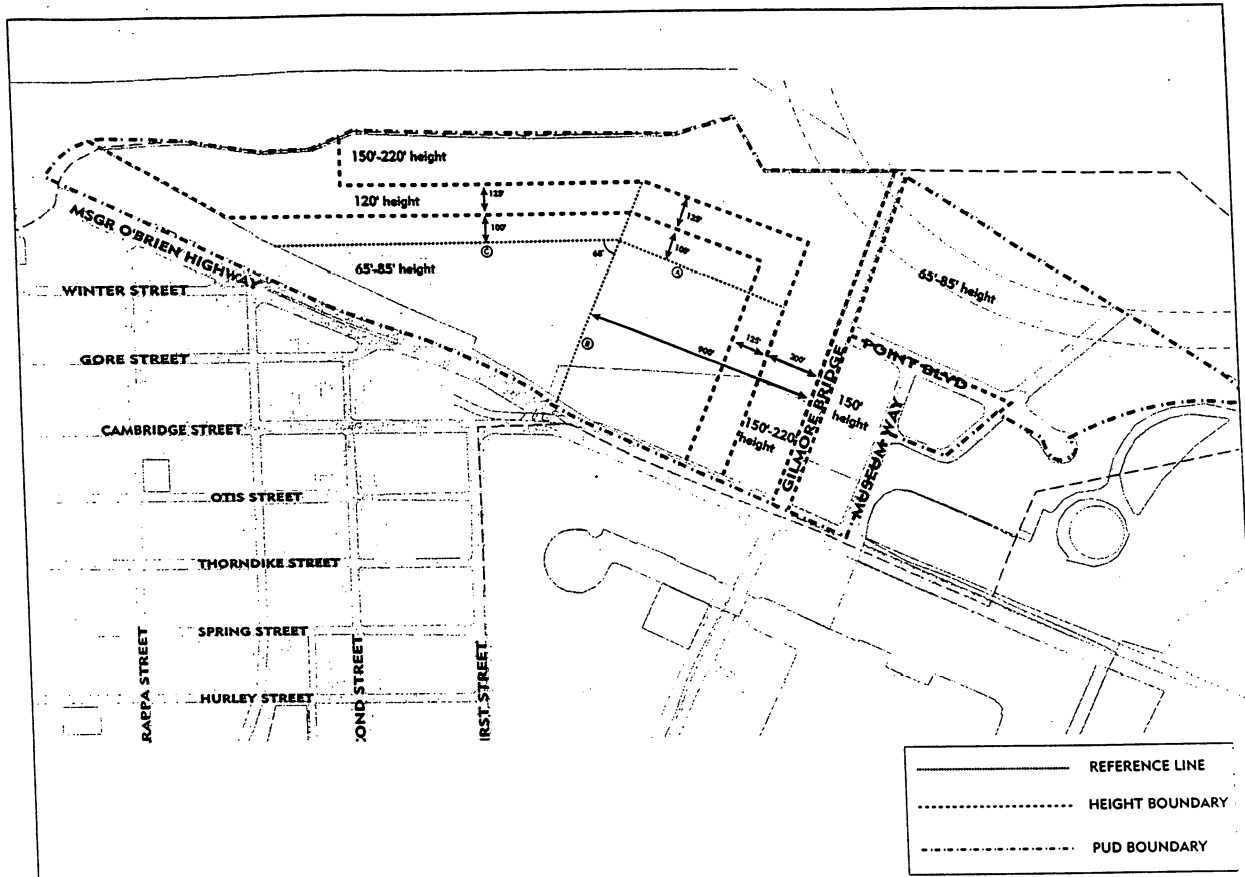 150'-220' height
120' height
125'
100'
C
65'-85' height
125'
100'
A
B
900'
125'
200'
150'-220'
height
150'
height
65'-85' height
MSGR O'BRIEN HIGHWAY
WINTER STREET
GORE STREET
CAMBRIDGE STREET
OTIS STREET
THORNDIKE STREET
SPRING STREET
HURLEY STREET
RAPPA STREET
OND STREET
IRST STREET
GILMORE BRIDGE
MUSEUM WAY
POINT BLVD
REFERENCE LINE
HEIGHT BOUNDARY
PUD BOUNDARY